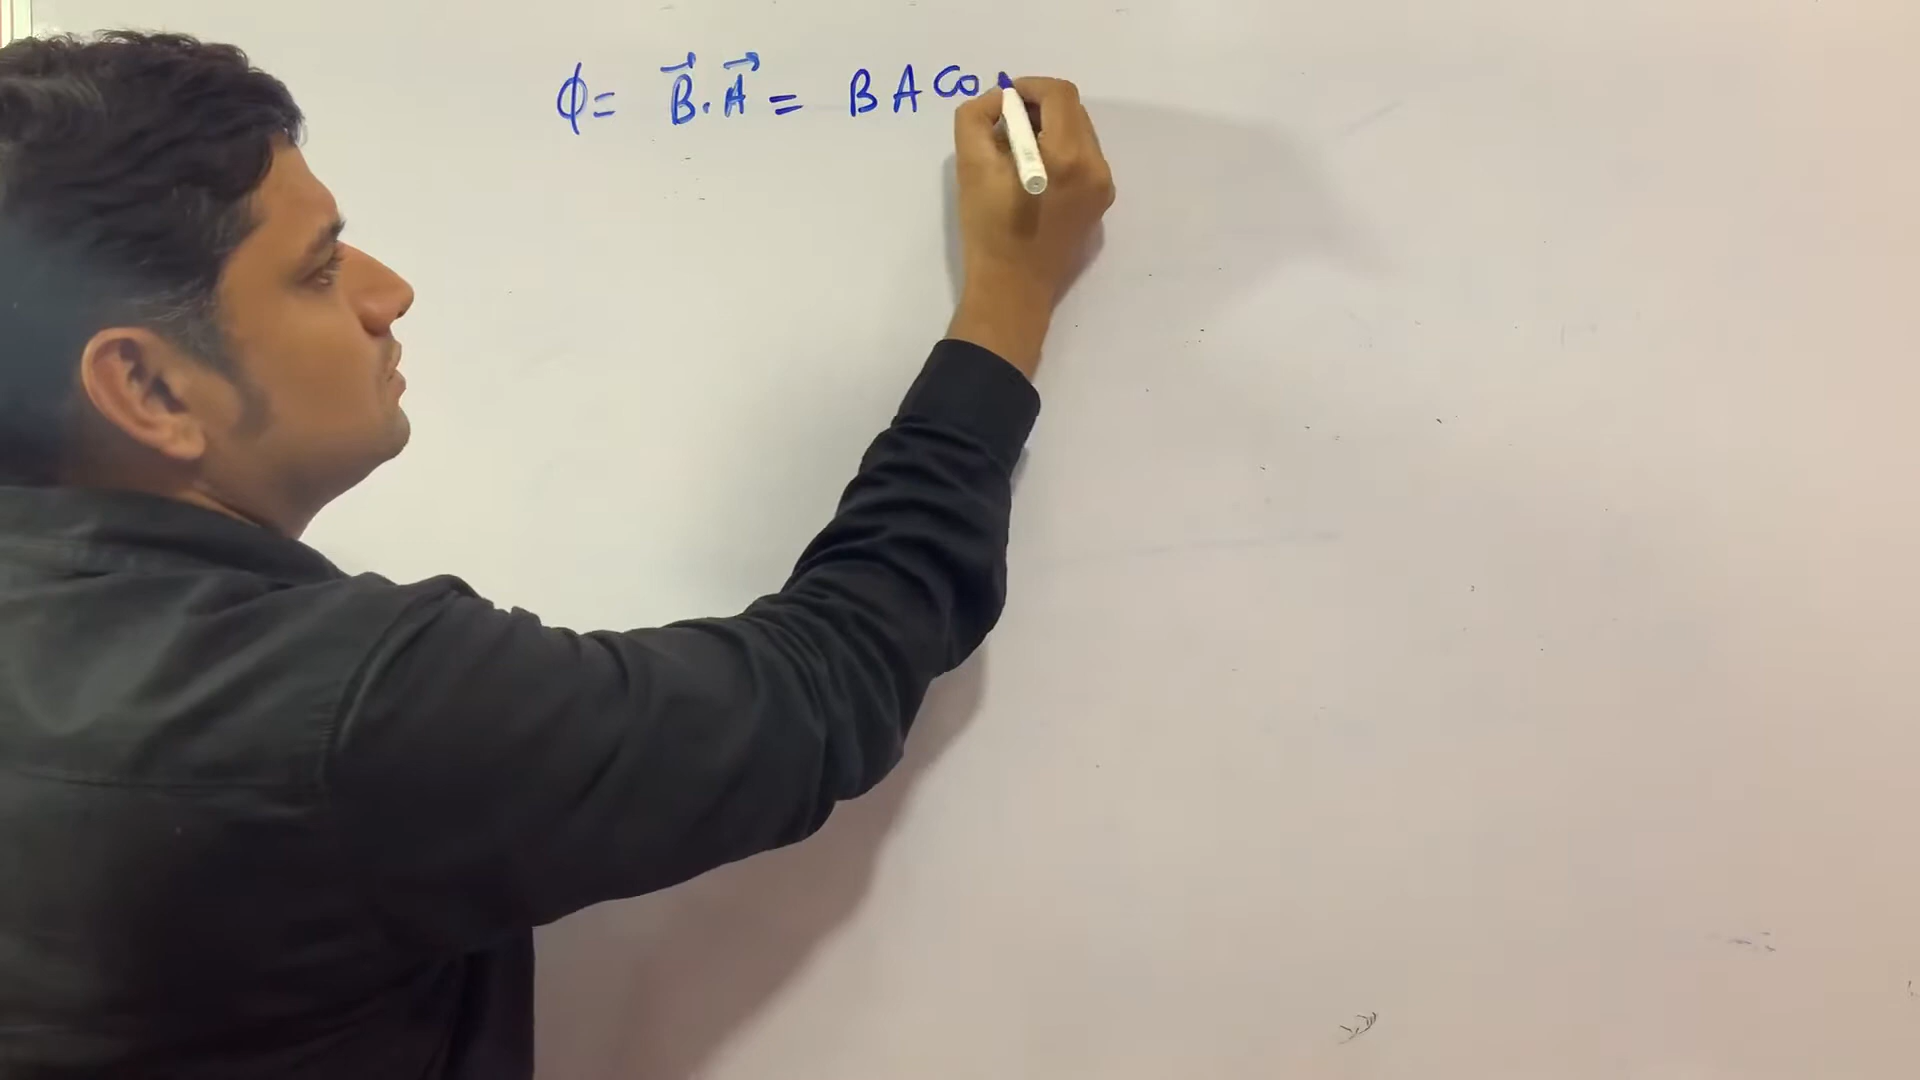 ϕ = B⃗ . A⃗ = B A Co